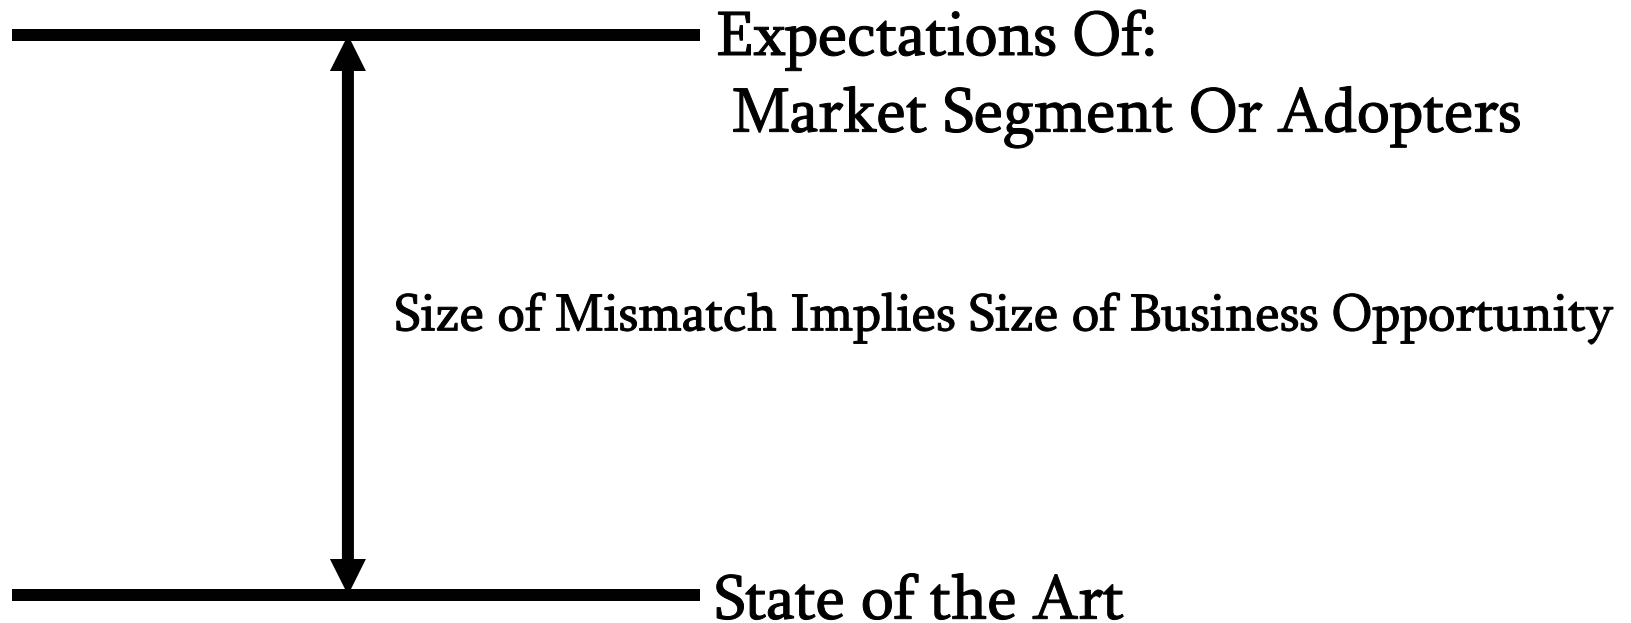 Expectations Of:
Market Segment Or Adopters
Size of Mismatch Implies Size of Business Opportunity
State of the Art